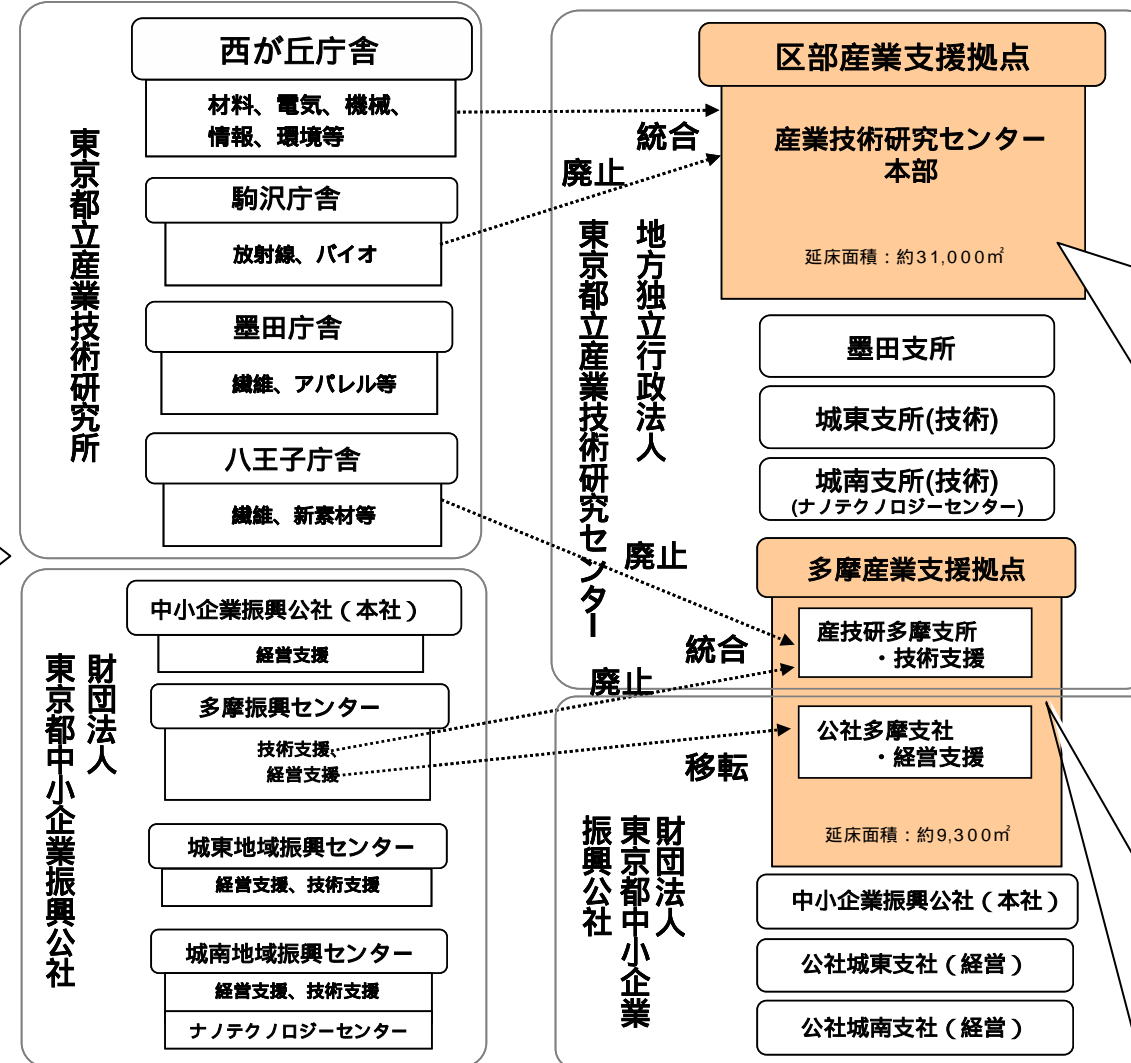 東京都立産業技術研究所
西が丘庁舎
材料、電気、機械、
情報、環境等
駒沢庁舎
放射線、バイオ
墨田庁舎
繊維、アパレル等
八王子庁舎
繊維、新素材等
財団法人
東京都中小企業振興公社
中小企業振興公社（本社）
経営支援
多摩振興センター
技術支援、
経営支援
城東地域振興センター
経営支援、技術支援
城南地域振興センター
経営支援、技術支援
ナノテクノロジーセンター
統合
廃止
廃止
統合
廃止
移転
地方独立行政法人
東京都立産業技術研究センター
区部産業支援拠点
産業技術研究センター
本部
延床面積：約31,000㎡
墨田支所
城東支所(技術)
城南支所(技術)
(ナノテクノロジーセンター)
多摩産業支援拠点
産技研多摩支所
・技術支援
公社多摩支社
・経営支援
延床面積：約9,300㎡
財団法人
東京都中小企業
振興公社
中小企業振興公社（本社）
公社城東支社（経営）
公社城南支社（経営）